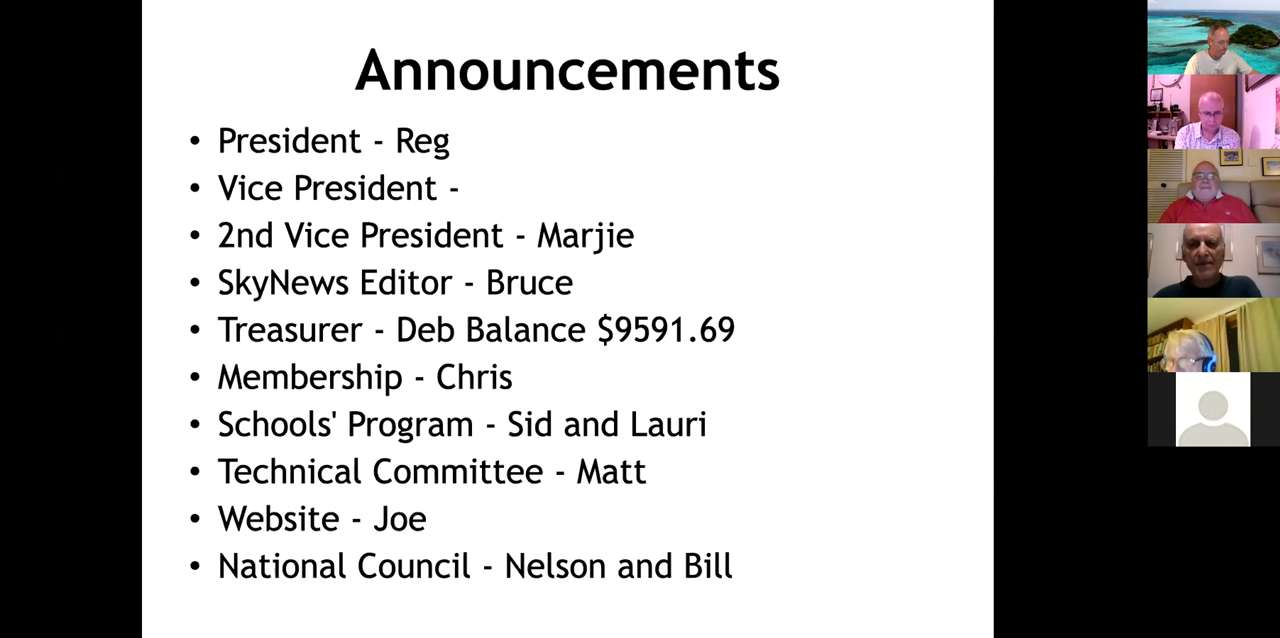 Announcements
• President - Reg
• Vice President -
• 2nd Vice President - Marjie
• SkyNews Editor - Bruce
• Treasurer - Deb Balance $9591.69
• Membership - Chris
• Schools' Program - Sid and Lauri
• Technical Committee - Matt
• Website - Joe
• National Council - Nelson and Bill